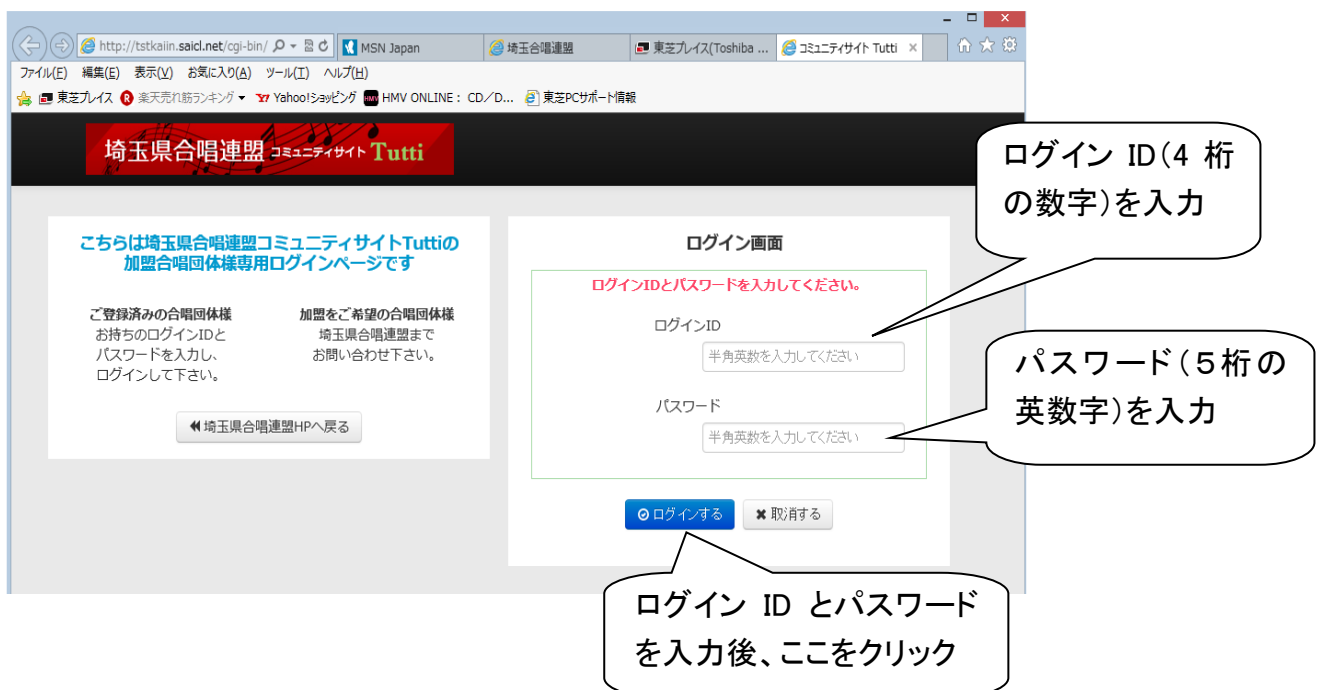 http://tstkaiin.saicl.net/cgi-bin/
MSN Japan
埼玉合唱連盟
東芝プレイス(Toshiba ...
コミュニティサイト Tutti
ファイル(F) 編集(E) 表示(V) お気に入り(A) ツール(T) ヘルプ(H)
東芝プレイス 楽天売れ筋ランキング Yahoo!ショッピング HMV ONLINE : CD/D... 東芝PCサポート情報
埼玉県合唱連盟 コミュニティサイト Tutti
こちらは埼玉県合唱連盟コミュニティサイトTuttiの
加盟合唱団体様専用ログインページです
ご登録済みの合唱団体様
お持ちのログインIDと
パスワードを入力し、
ログインして下さい。
加盟をご希望の合唱団体様
埼玉県合唱連盟まで
お問い合わせ下さい。
埼玉県合唱連盟HPへ戻る
ログイン画面
ログインIDとパスワードを入力してください。
ログインID
半角英数を入力してください
パスワード
半角英数を入力してください
ログインする
取消する
ログイン ID(4 桁
の数字)を入力
パスワード(5桁の
英数字)を入力
ログイン ID とパスワード
を入力後、ここをクリック